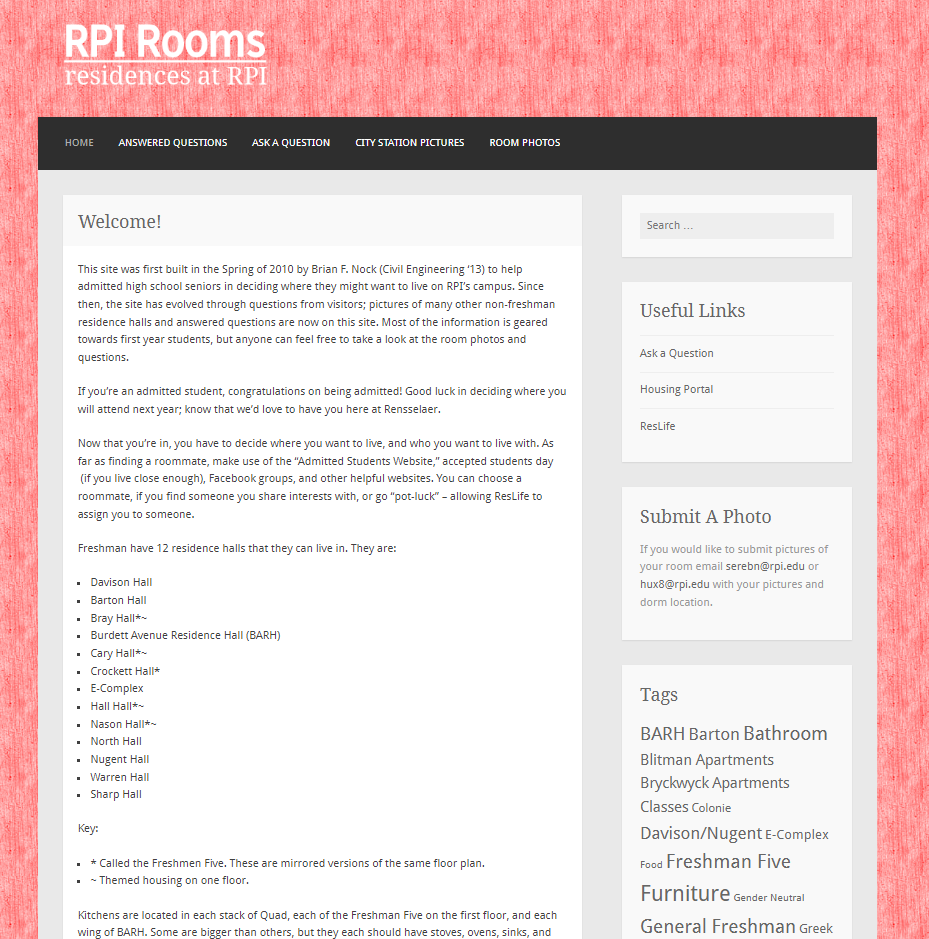 RPI Rooms
residences at RPI
HOME ANSWERED QUESTIONS ASK A QUESTION CITY STATION PICTURES ROOM PHOTOS
Welcome!
This site was first built in the Spring of 2010 by Brian F. Nock (Civil Engineering ‘13) to help
admitted high school seniors in deciding where they might want to live on RPI’s campus. Since
then, the site has evolved through questions from visitors; pictures of many other non-freshman
residence halls and answered questions are now on this site. Most of the information is geared
towards first year students, but anyone can feel free to take a look at the room photos and
questions.
If you’re an admitted student, congratulations on being admitted! Good luck in deciding where you
will attend next year; know that we’d love to have you here at Rensselaer.
Now that you’re in, you have to decide where you want to live, and who you want to live with. As
far as finding a roommate, make use of the “Admitted Students Website,” accepted students day
(if you live close enough), Facebook groups, and other helpful websites. You can choose a
roommate, if you find someone you share interests with, or go “pot-luck” – allowing ResLife to
assign you to someone.
Freshman have 12 residence halls that they can live in. They are:
Davison Hall
Barton Hall
Bray Hall*~
Burdett Avenue Residence Hall (BARH)
Cary Hall*~
Crockett Hall*
E-Complex
Hall Hall*~
Nason Hall*~
North Hall
Nugent Hall
Warren Hall
Sharp Hall
Key:
* Called the Freshmen Five. These are mirrored versions of the same floor plan.
~ Themed housing on one floor.
Kitchens are located in each stack of Quad, each of the Freshman Five on the first floor, and each
wing of BARH. Some are bigger than others, but they each should have stoves, ovens, sinks, and
Search …
Useful Links
Ask a Question
Housing Portal
ResLife
Submit A Photo
If you would like to submit pictures of
your room email serebn@rpi.edu or
hux8@rpi.edu with your pictures and
dorm location.
Tags
BARH Barton Bathroom
Blitman Apartments
Bryckwyck Apartments
Classes Colonie
Davison/Nugent E-Complex
Food Freshman Five
Furniture Gender Neutral
General Freshman Greek